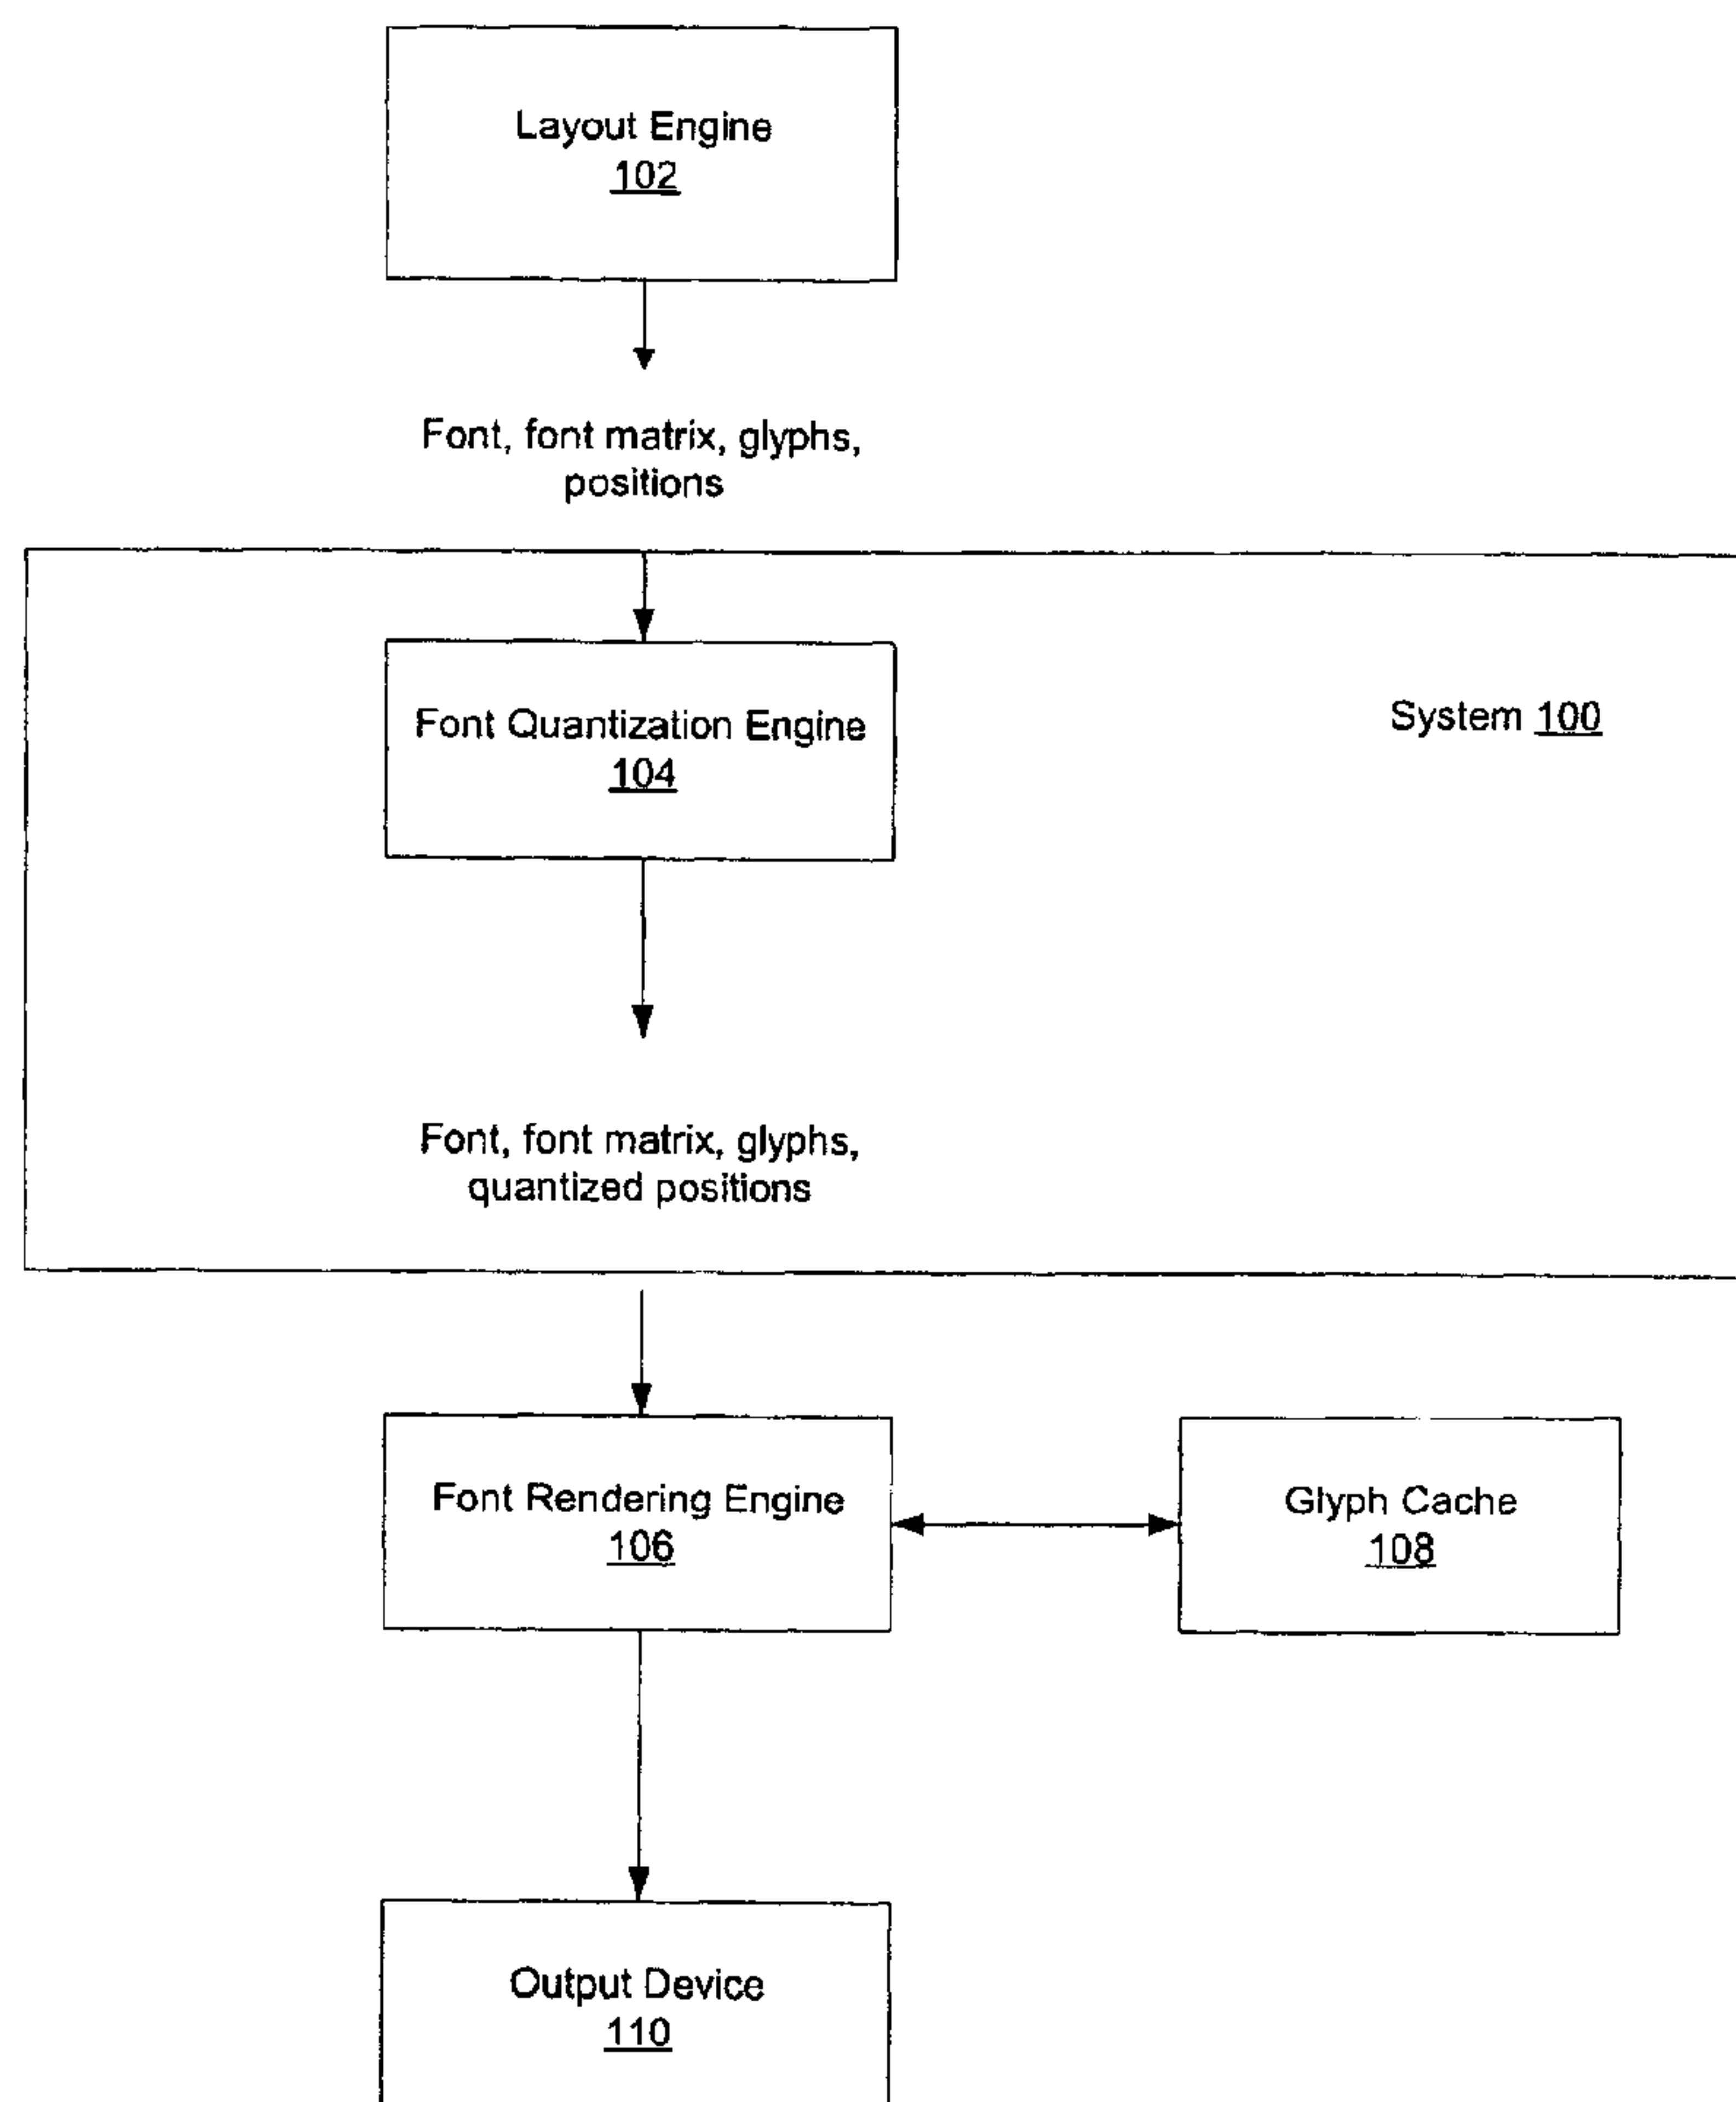 Layout Engine
102
Font, font matrix, glyphs,
positions
Font Quantization Engine
104
System 100
Font, font matrix, glyphs,
quantized positions
Font Rendering Engine
106
Glyph Cache
108
Output Device
110